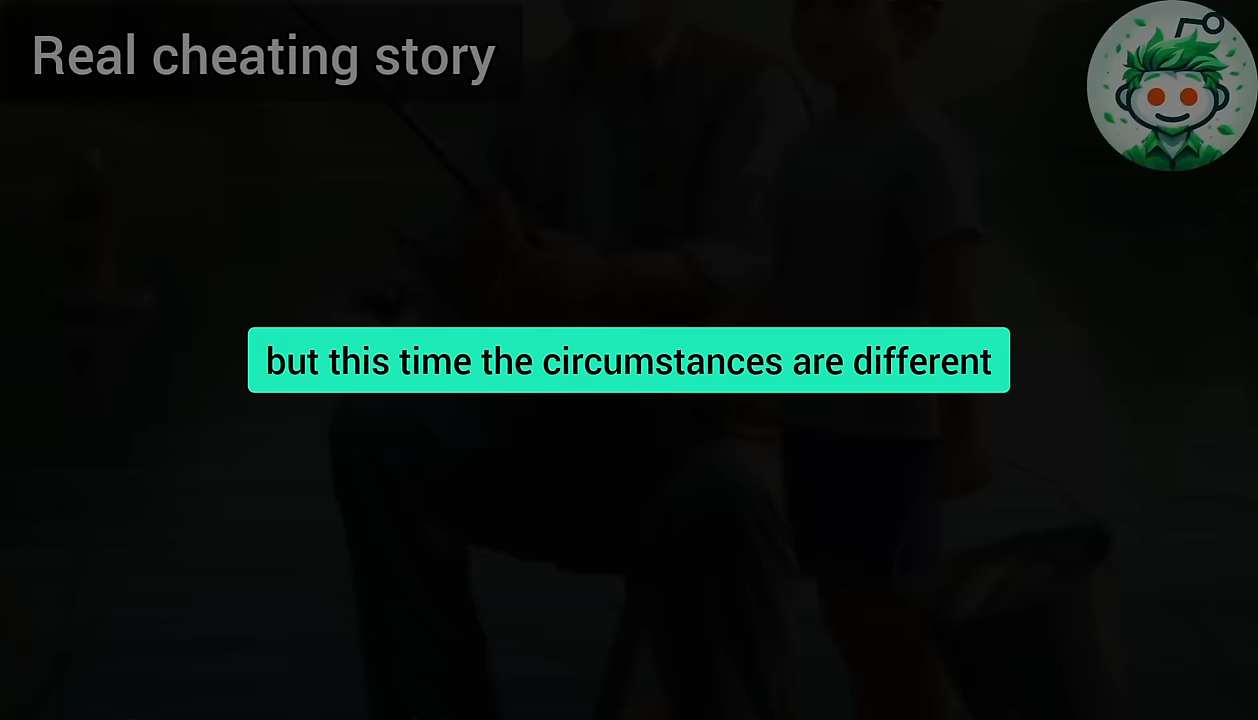 Real cheating story
but this time the circumstances are different